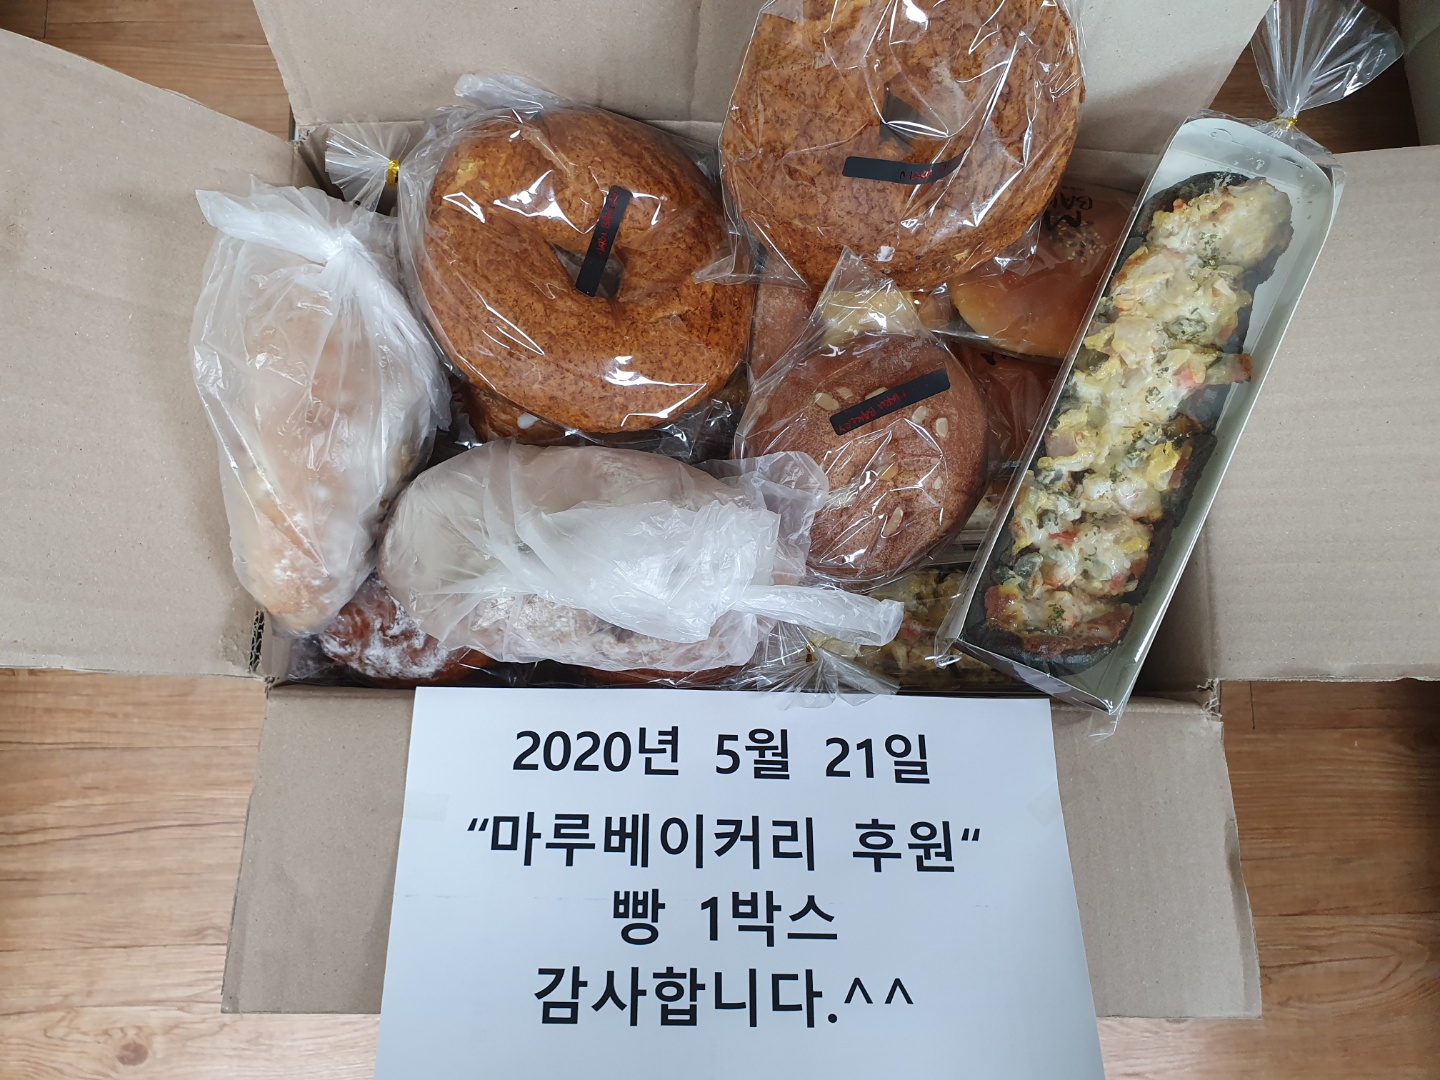 2020년 5월 21일
“마루베이커리 후원“
빵 1박스
감사합니다.^^